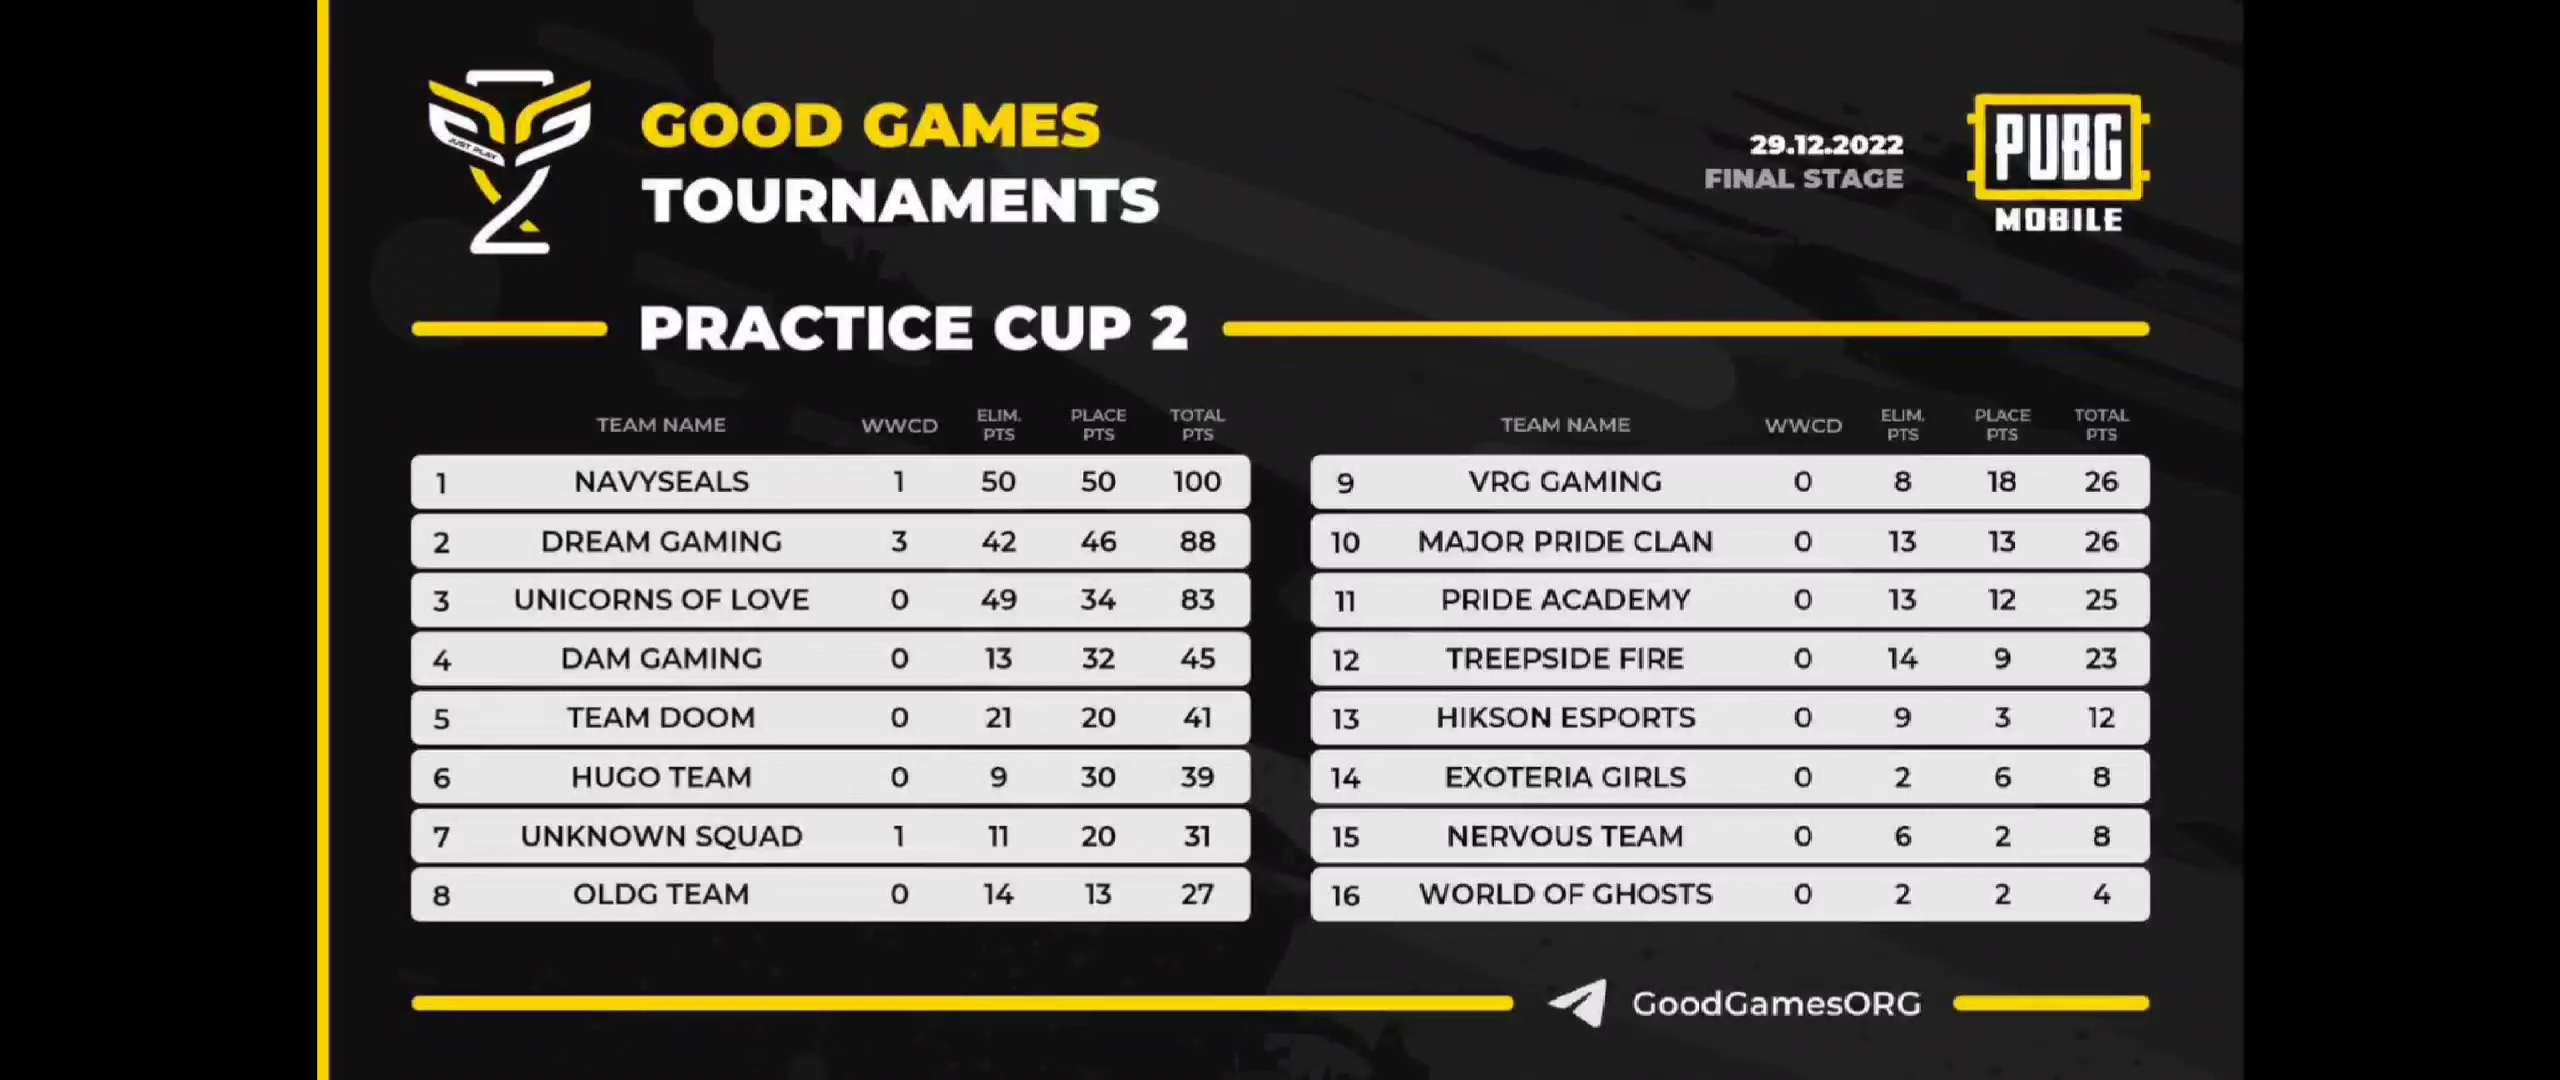 JUST PLAY
GOOD GAMES
TOURNAMENTS
29.12.2022
FINAL STAGE
PUBG
MOBILE
PRACTICE CUP 2
TEAM NAME WWCD ELIM. PTS PLACE PTS TOTAL PTS
1 NAVYSEALS 1 50 50 100
2 DREAM GAMING 3 42 46 88
3 UNICORNS OF LOVE 0 49 34 83
4 DAM GAMING 0 13 32 45
5 TEAM DOOM 0 21 20 41
6 HUGO TEAM 0 9 30 39
7 UNKNOWN SQUAD 1 11 20 31
8 OLDG TEAM 0 14 13 27
TEAM NAME WWCD ELIM. PTS PLACE PTS TOTAL PTS
9 VRG GAMING 0 8 18 26
10 MAJOR PRIDE CLAN 0 13 13 26
11 PRIDE ACADEMY 0 13 12 25
12 TREEPSIDE FIRE 0 14 9 23
13 HIKSON ESPORTS 0 9 3 12
14 EXOTERIA GIRLS 0 2 6 8
15 NERVOUS TEAM 0 6 2 8
16 WORLD OF GHOSTS 0 2 2 4
GoodGamesORG